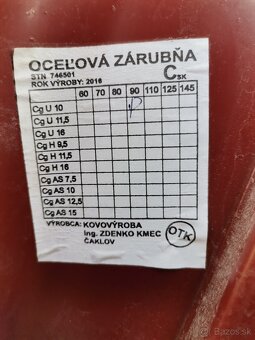 OCEĽOVÁ ZÁRUBŇA
STN 746501
ROK VÝROBY: 2016
CSK
60 70 80 90 110 125 145
Cg U 10
Cg U 11,5
Cg U 16
Cg H 9,5
Cg H 11,5
Cg H 16
Cg AS 7,5
Cg AS 10
Cg AS 12,5
Cg AS 15
VÝROBCA: KOVOVÝROBA
Ing. ZDENKO KMEC
ČAKLOV
OTK
Bazos.sk